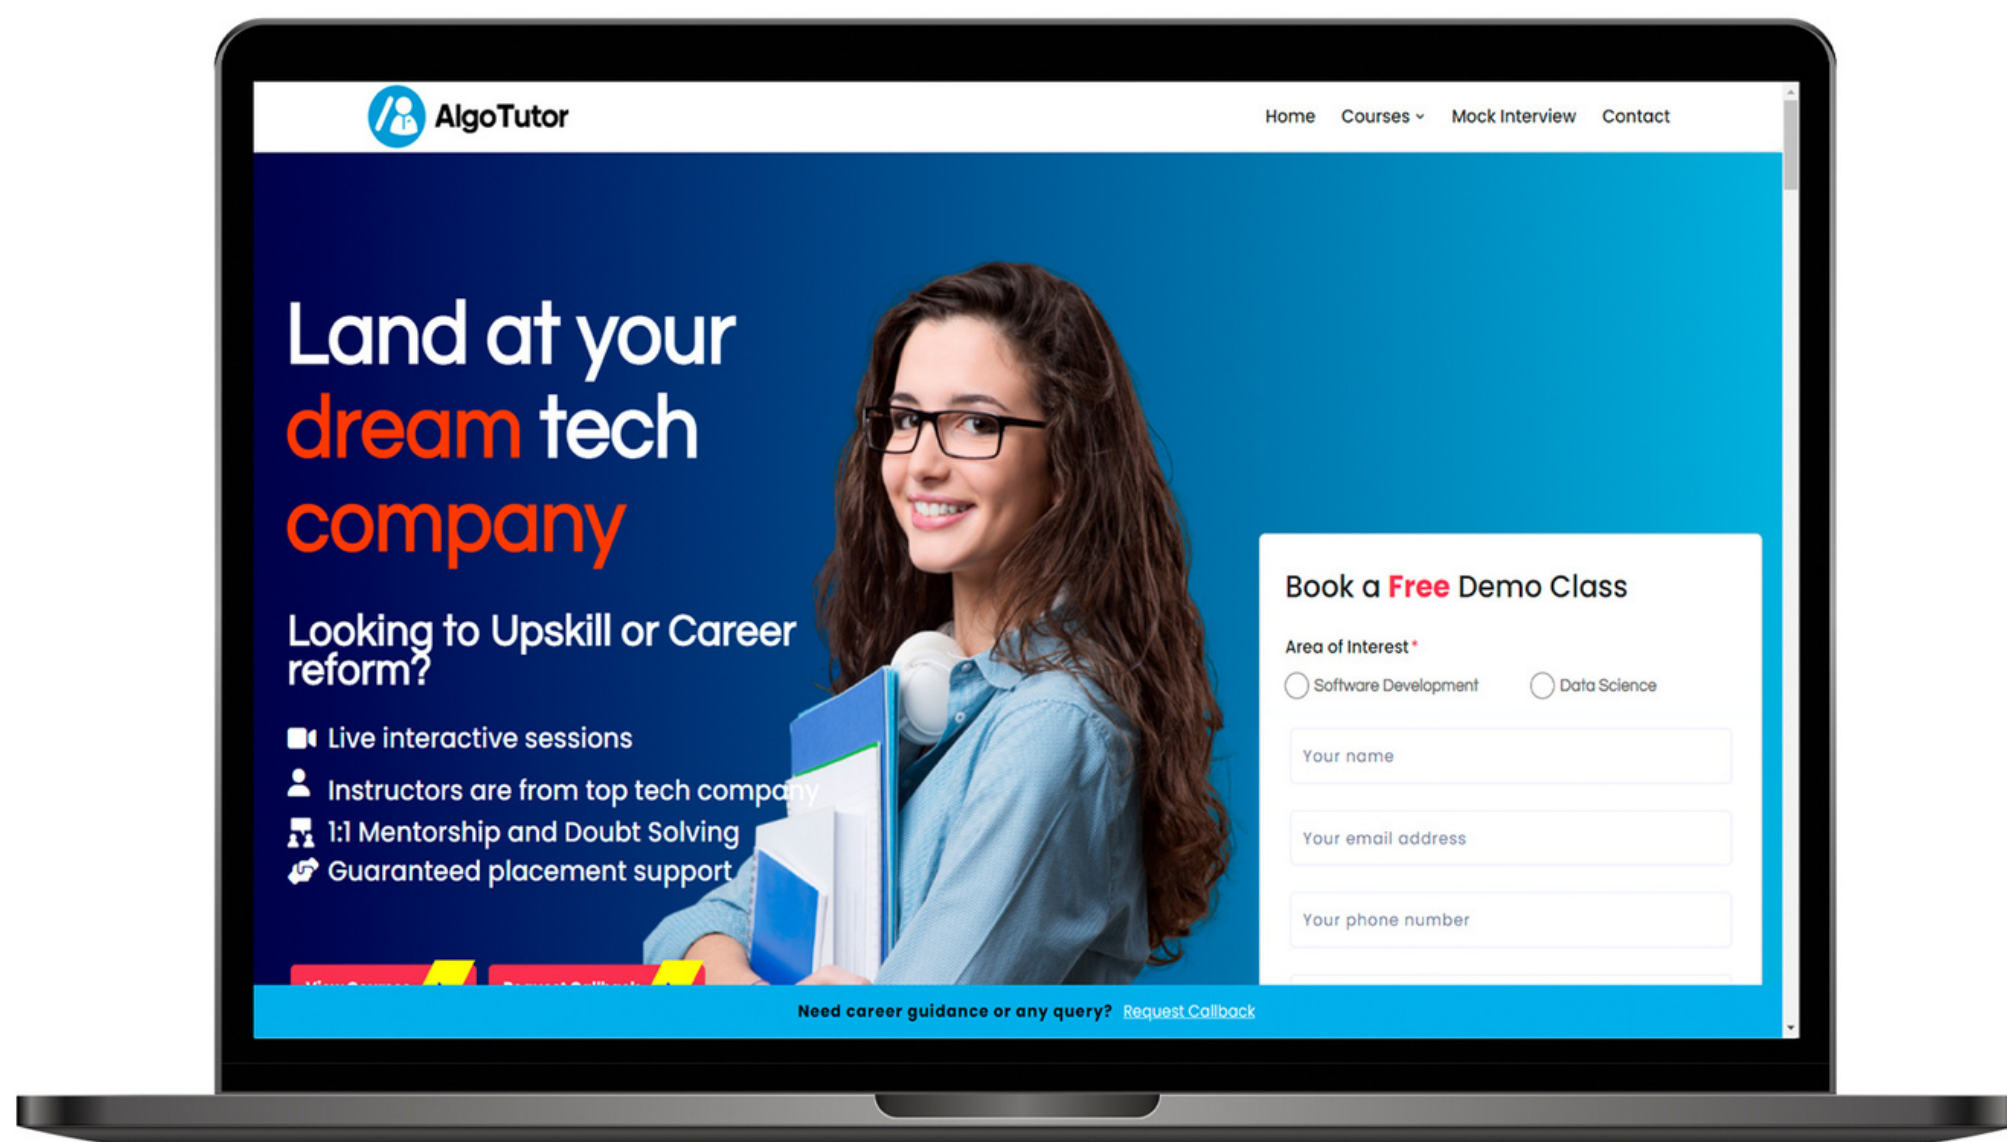 AlgoTutor
Home Courses Mock Interview Contact
Land at your
dream tech
company
Looking to Upskill or Career
reform?
Live interactive sessions
Instructors are from top tech company
1:1 Mentorship and Doubt Solving
Guaranteed placement support
Book a Free Demo Class
Area of Interest*
Software Development Data Science
Your name
Your email address
Your phone number
Need career guidance or any query? Request Callback